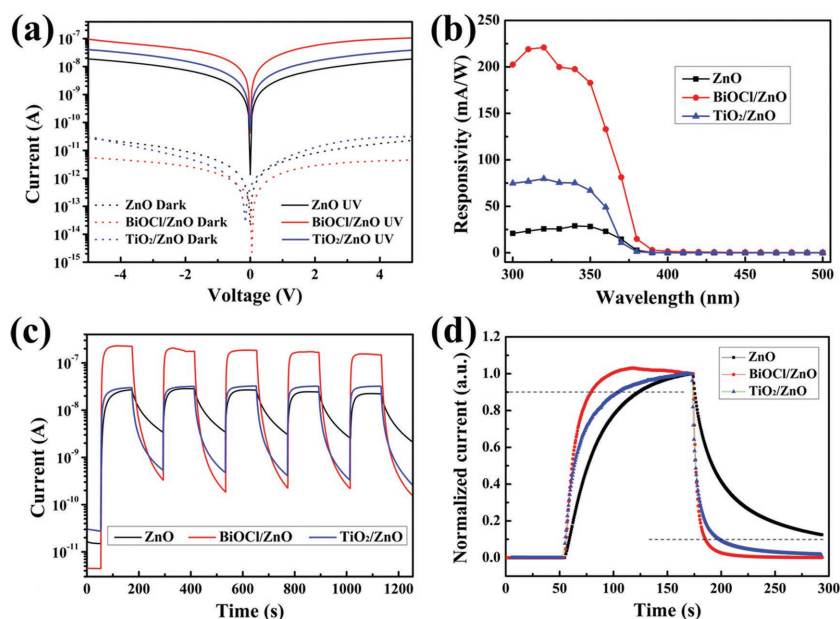 (a)
10⁻⁷
10⁻⁸
10⁻⁹
10⁻¹⁰
10⁻¹¹
10⁻¹²
10⁻¹³
10⁻¹⁴
10⁻¹⁵
Current (A)
ZnO Dark
ZnO UV
BiOCl/ZnO Dark
BiOCl/ZnO UV
TiO₂/ZnO Dark
TiO₂/ZnO UV
-4 -2 0 2 4
Voltage (V)
(b)
250
200
150
100
50
0
Responsivity (mA/W)
ZnO
BiOCl/ZnO
TiO₂/ZnO
300 350 400 450 500
Wavelength (nm)
(c)
10⁻⁷
10⁻⁸
10⁻⁹
10⁻¹⁰
10⁻¹¹
Current (A)
ZnO BiOCl/ZnO TiO₂/ZnO
0 200 400 600 800 1000 1200
Time (s)
(d)
1.2
1.0
0.8
0.6
0.4
0.2
0.0
Normalized current (a.u.)
ZnO
BiOCl/ZnO
TiO₂/ZnO
0 50 100 150 200 250 300
Time (s)